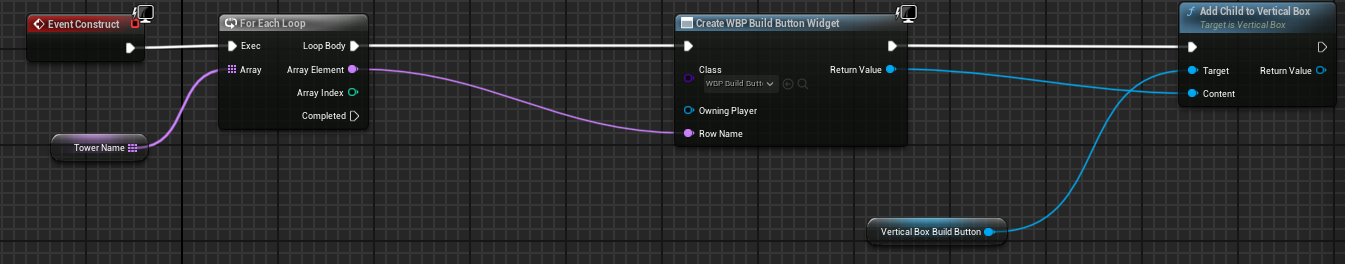 Event Construct
For Each Loop
Exec
Loop Body
Array
Array Element
Array Index
Completed
Tower Name
Create WBP Build Button Widget
Class
WBP Build Butt
Return Value
Owning Player
Row Name
Vertical Box Build Button
f Add Child to Vertical Box
Target is Vertical Box
Target
Return Value
Content